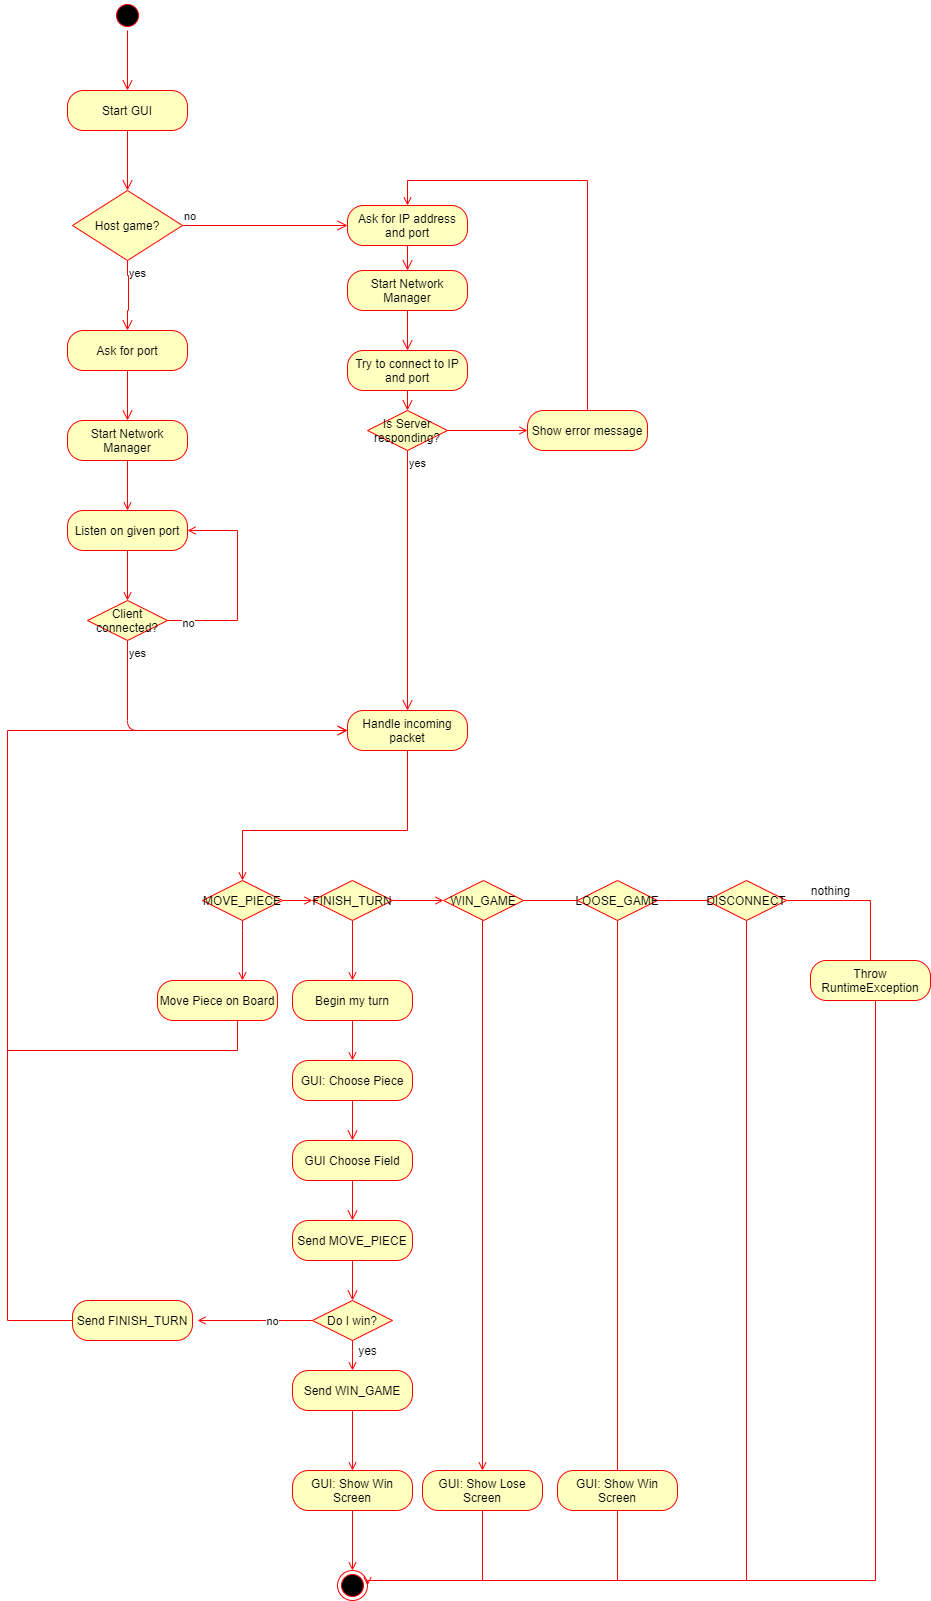 Start GUI
Host game?
no
yes
Ask for IP address
and port
Start Network
Manager
Ask for port
Try to connect to IP
and port
Is Server
responding?
Show error message
yes
Start Network
Manager
Listen on given port
Client
connected?
no
yes
Handle incoming
packet
MOVE_PIECE
FINISH_TURN
WIN_GAME
LOOSE_GAME
DISCONNECT
nothing
Throw
RuntimeException
Move Piece on Board
Begin my turn
GUI: Choose Piece
GUI Choose Field
Send MOVE_PIECE
Do I win?
no
Send FINISH_TURN
yes
Send WIN_GAME
GUI: Show Win
Screen
GUI: Show Lose
Screen
GUI: Show Win
Screen